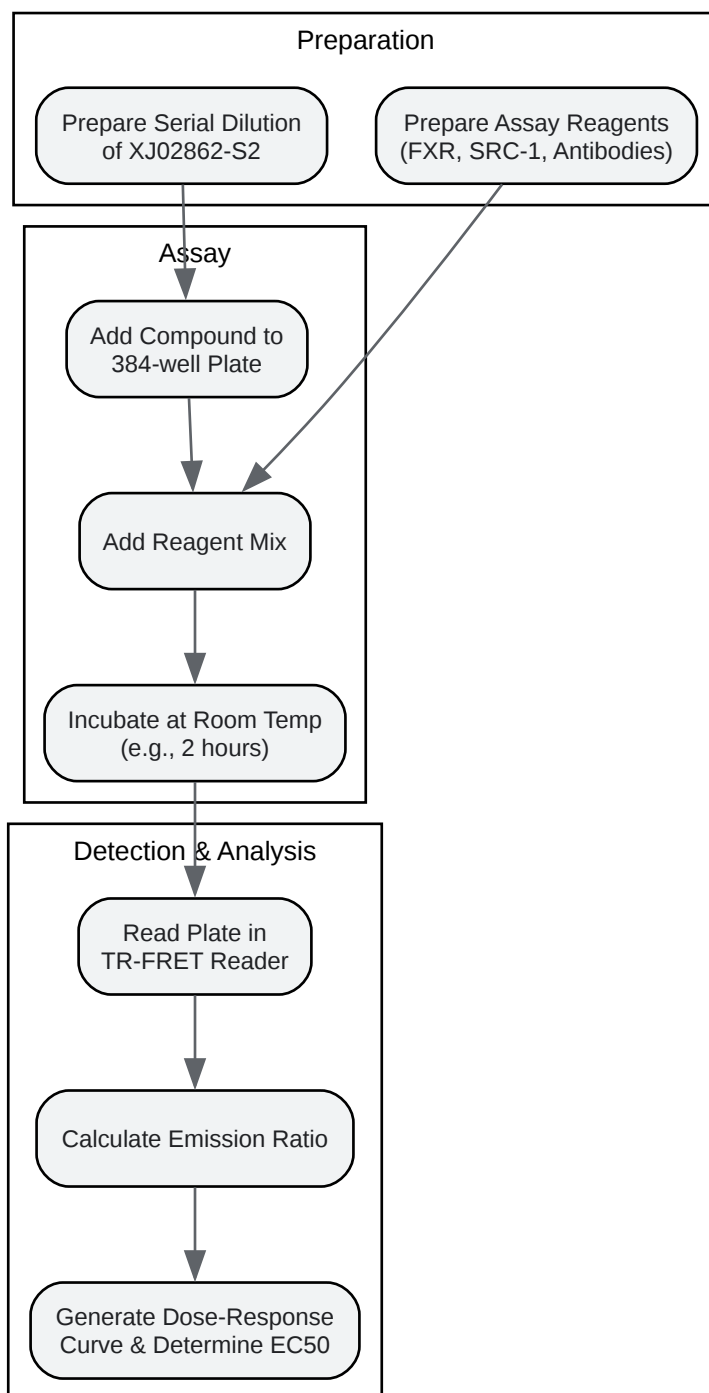 Preparation
Prepare Serial Dilution
of XJ02862-S2
Prepare Assay Reagents
(FXR, SRC-1, Antibodies)
Assay
Add Compound to
384-well Plate
Add Reagent Mix
Incubate at Room Temp
(e.g., 2 hours)
Detection & Analysis
Read Plate in
TR-FRET Reader
Calculate Emission Ratio
Generate Dose-Response
Curve & Determine EC50